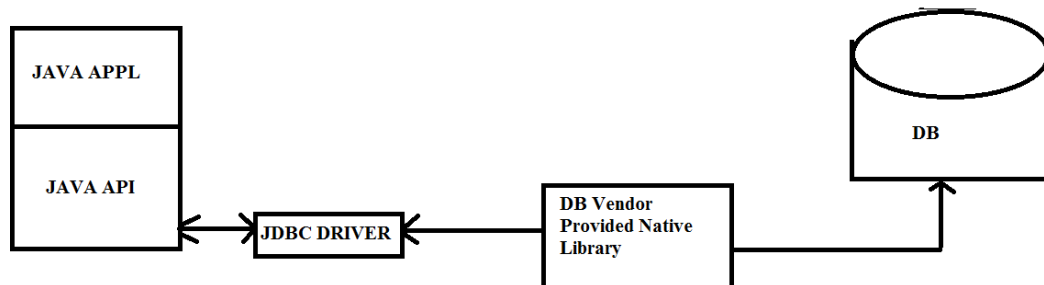 JAVA APPL
JAVA API
JDBC DRIVER
DB Vendor
Provided Native
Library
DB